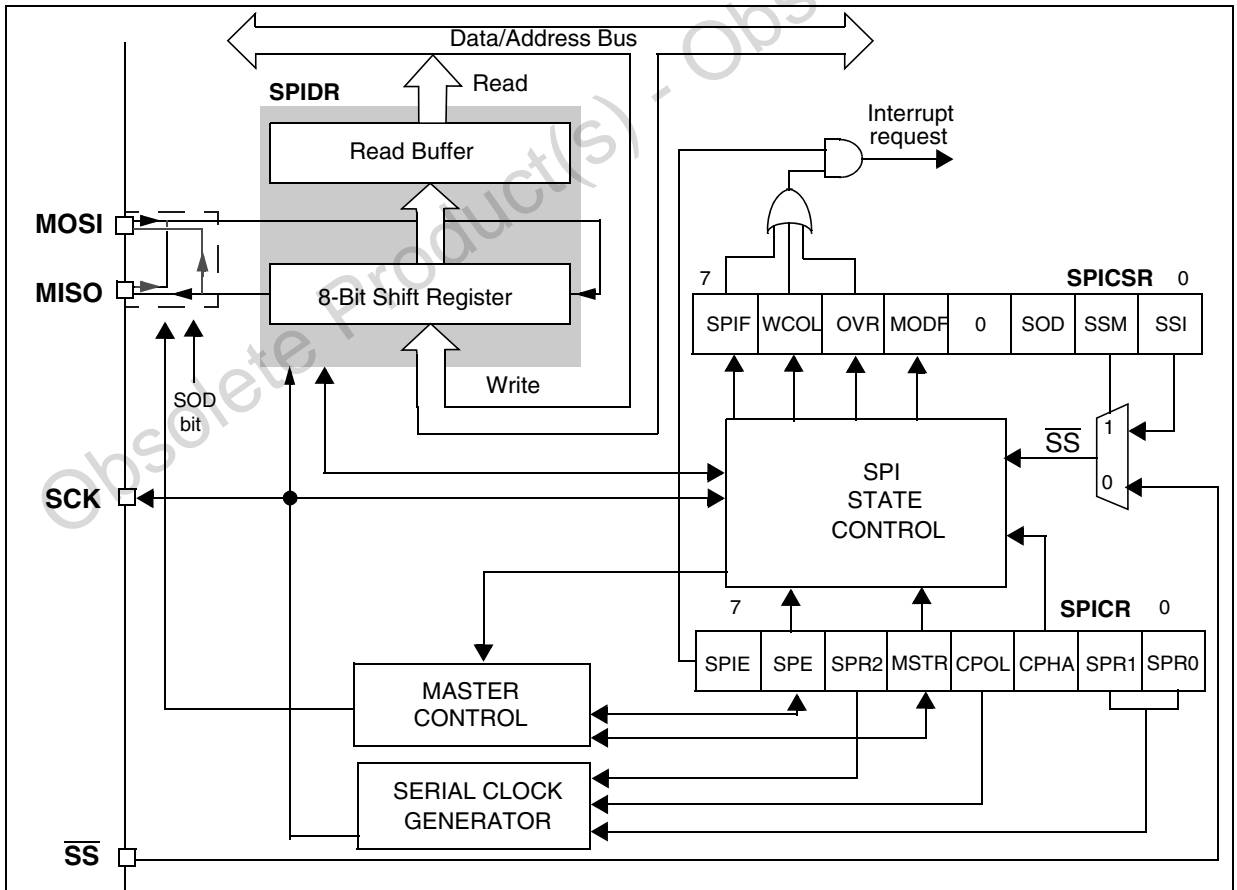 Obsolete Product(s) - Obs
Data/Address Bus
SPIDR
Read
Read Buffer
Interrupt
request
MOSI
MISO
8-Bit Shift Register
Write
SOD
bit
7
SPICSR
0
SPIF WCOL OVR MODF 0 SOD SSM SSI
SCK
SPI
STATE
CONTROL
SS
1
0
7
SPICR
0
SPIE SPE SPR2 MSTR CPOL CPHA SPR1 SPR0
MASTER
CONTROL
SERIAL CLOCK
GENERATOR
SS